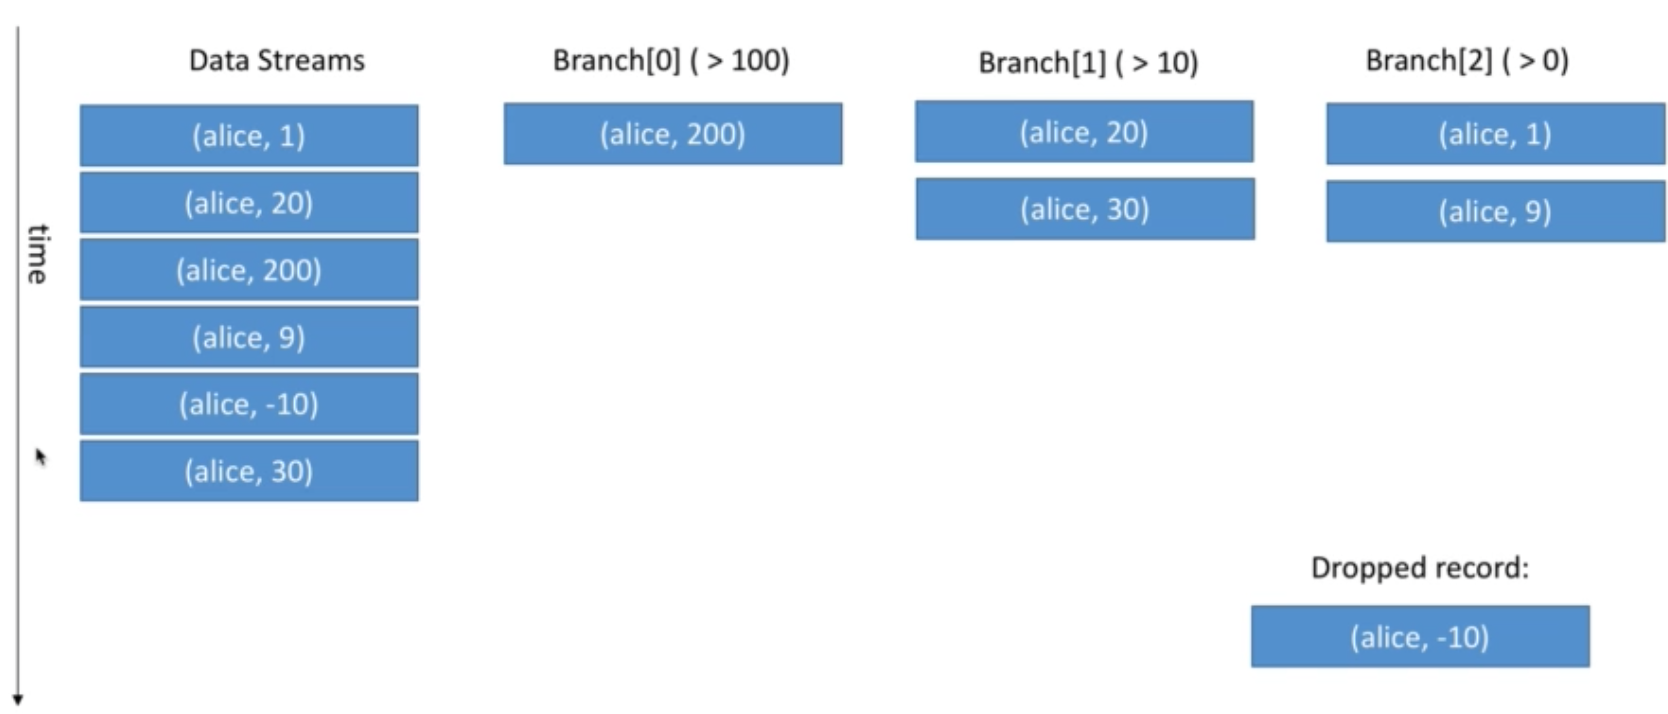 time
Data Streams
(alice, 1)
(alice, 20)
(alice, 200)
(alice, 9)
(alice, -10)
(alice, 30)
Branch[0] ( > 100)
(alice, 200)
Branch[1] ( > 10)
(alice, 20)
(alice, 30)
Branch[2] ( > 0)
(alice, 1)
(alice, 9)
Dropped record:
(alice, -10)